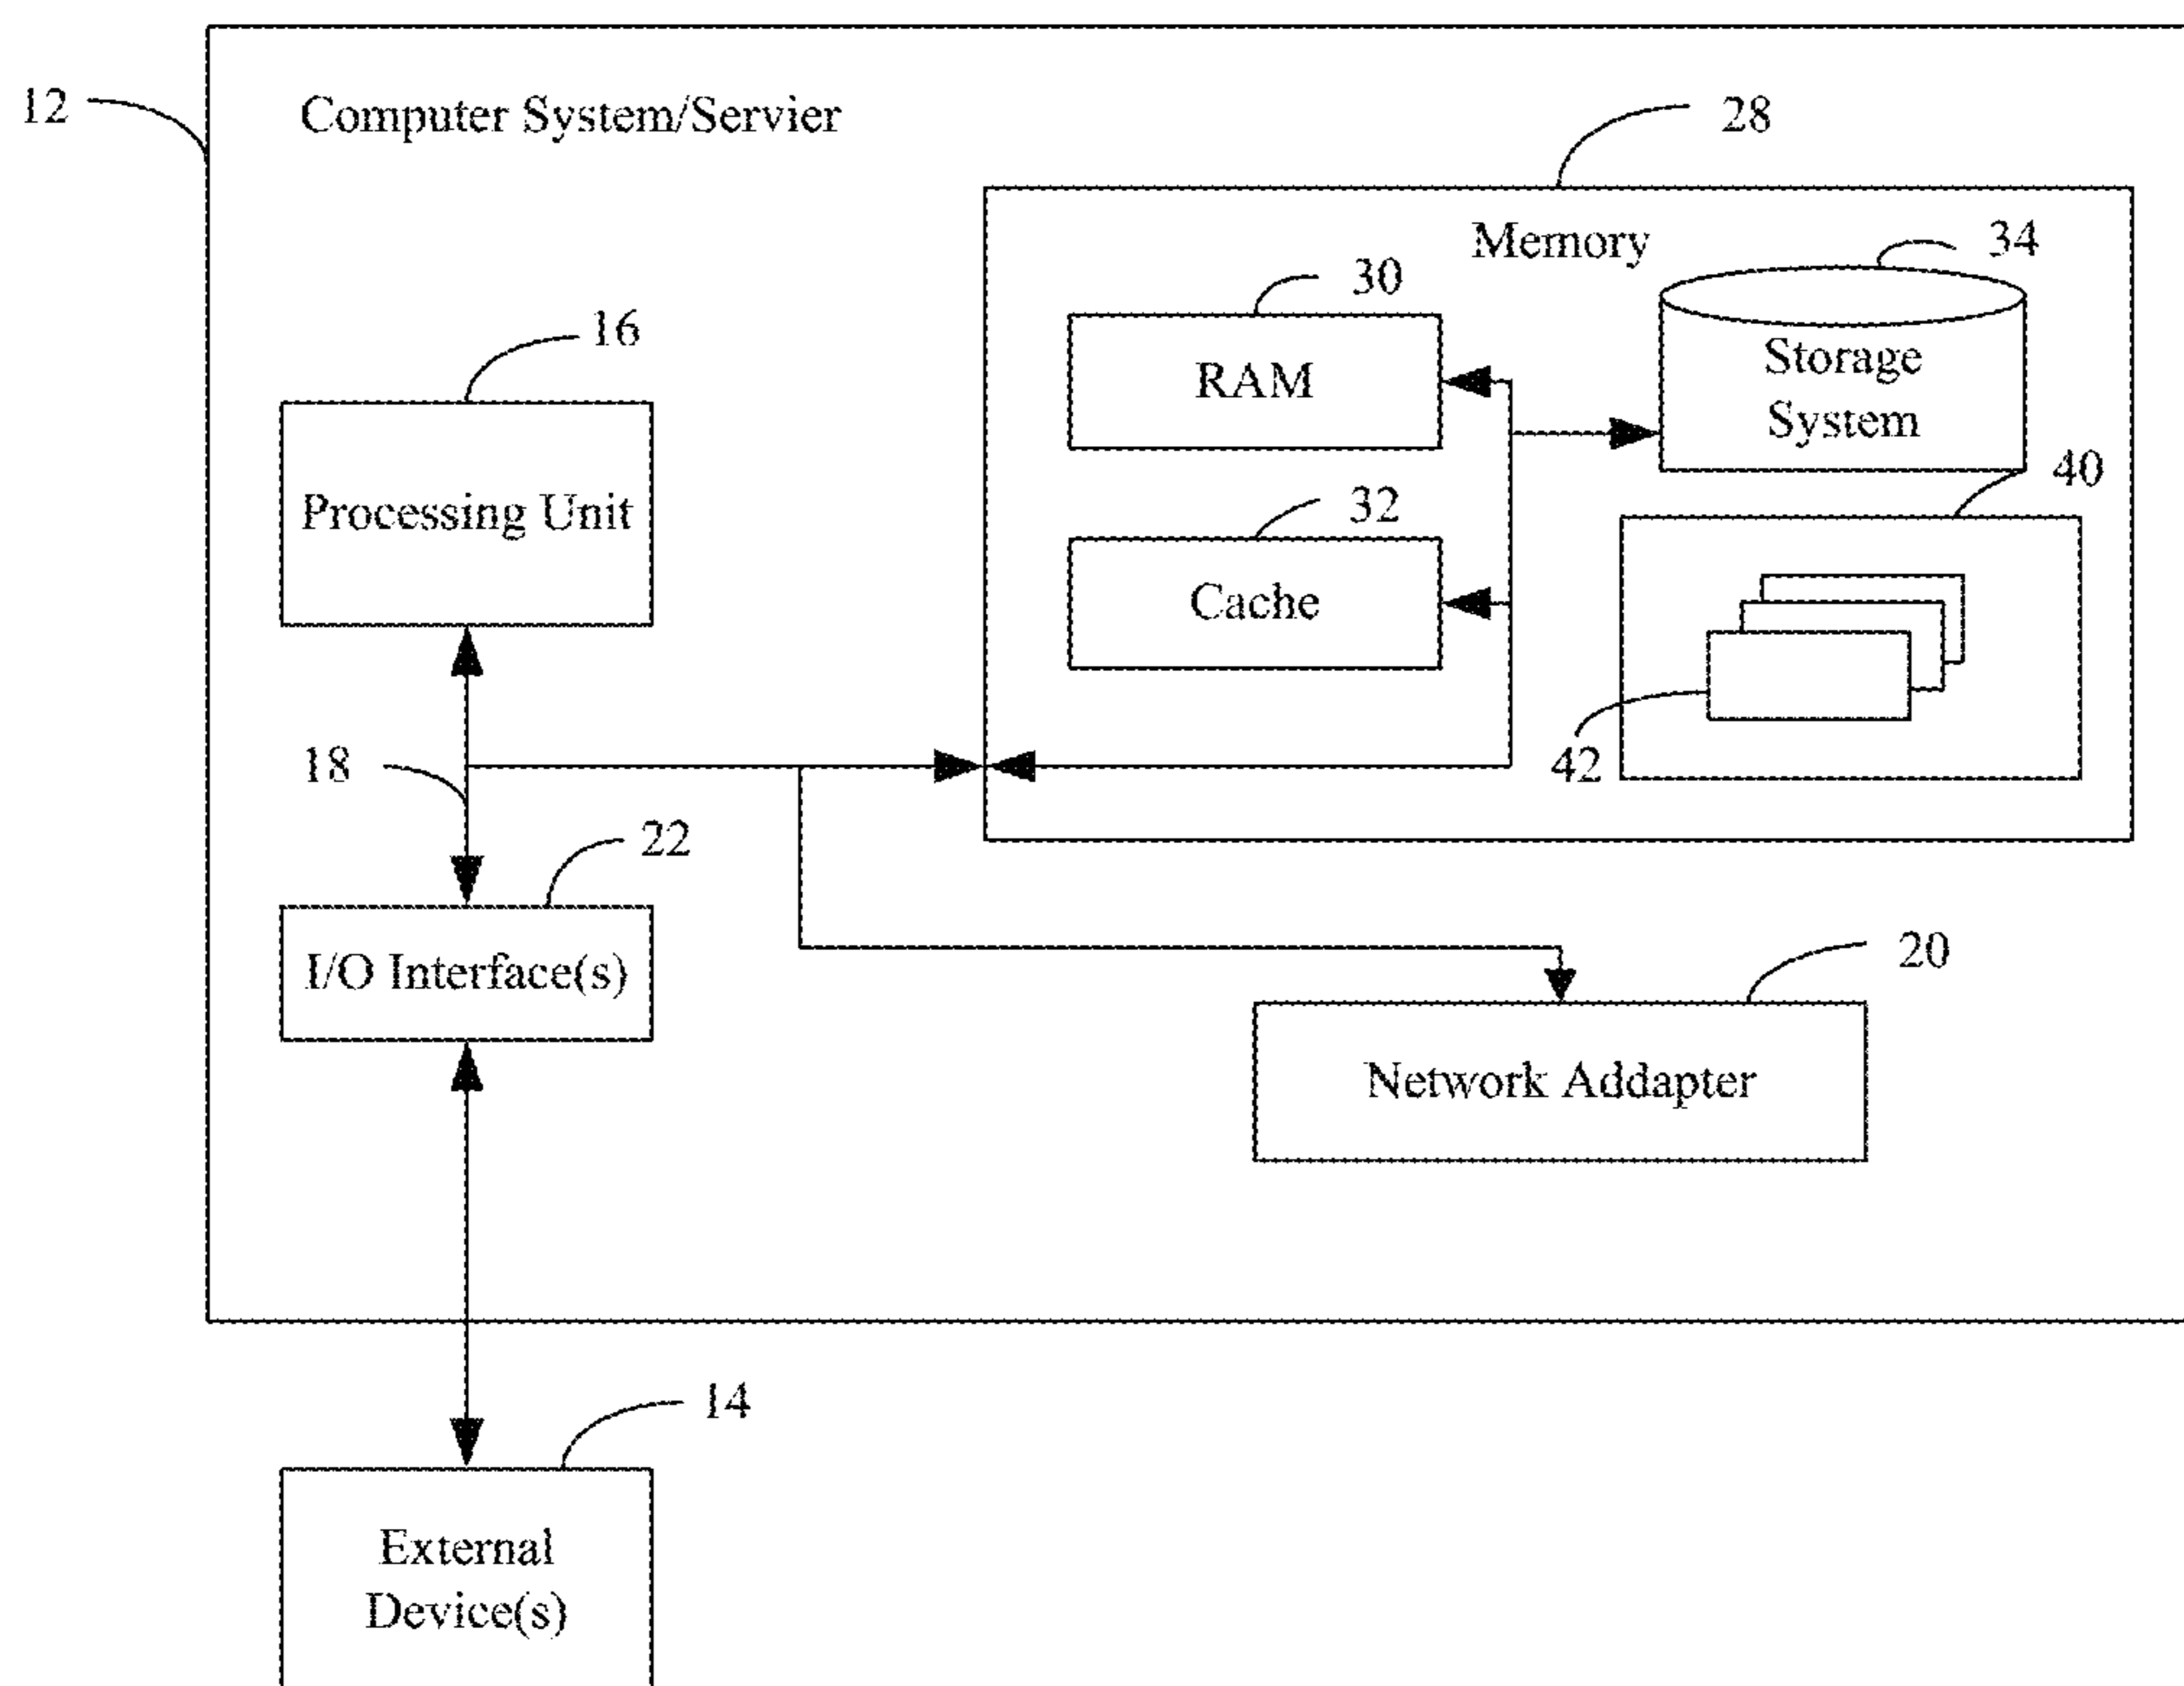 12
Computer System/Servier
28
Memory
34
30
16
RAM
Storage
System
40
32
Processing Unit
Cache
18
42
22
I/O Interface(s)
20
Network Addapter
14
External
Device(s)